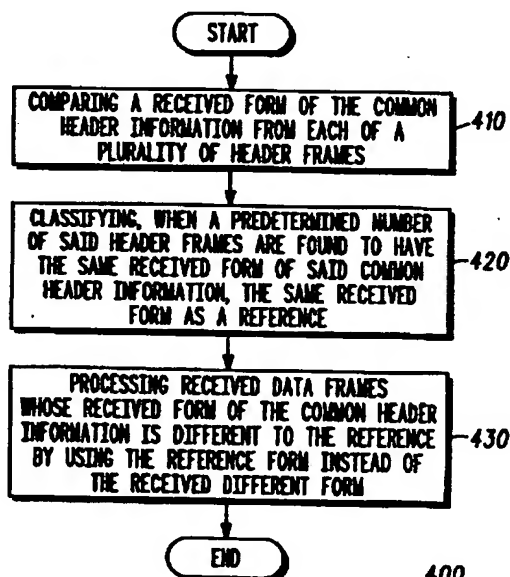 START
COMPARING A RECEIVED FORM OF THE COMMON
HEADER INFORMATION FROM EACH OF A
PLURALITY OF HEADER FRAMES
410
CLASSIFYING, WHEN A PREDETERMINED NUMBER
OF SAID HEADER FRAMES ARE FOUND TO HAVE
THE SAME RECEIVED FORM OF SAID COMMON
HEADER INFORMATION, THE SAME RECEIVED
FORM AS A REFERENCE
420
PROCESSING RECEIVED DATA FRAMES
WHOSE RECEIVED FORM OF THE COMMON HEADER
INFORMATION IS DIFFERENT TO THE REFERENCE
BY USING THE REFERENCE FORM INSTEAD OF
THE RECEIVED DIFFERENT FORM
430
END
400